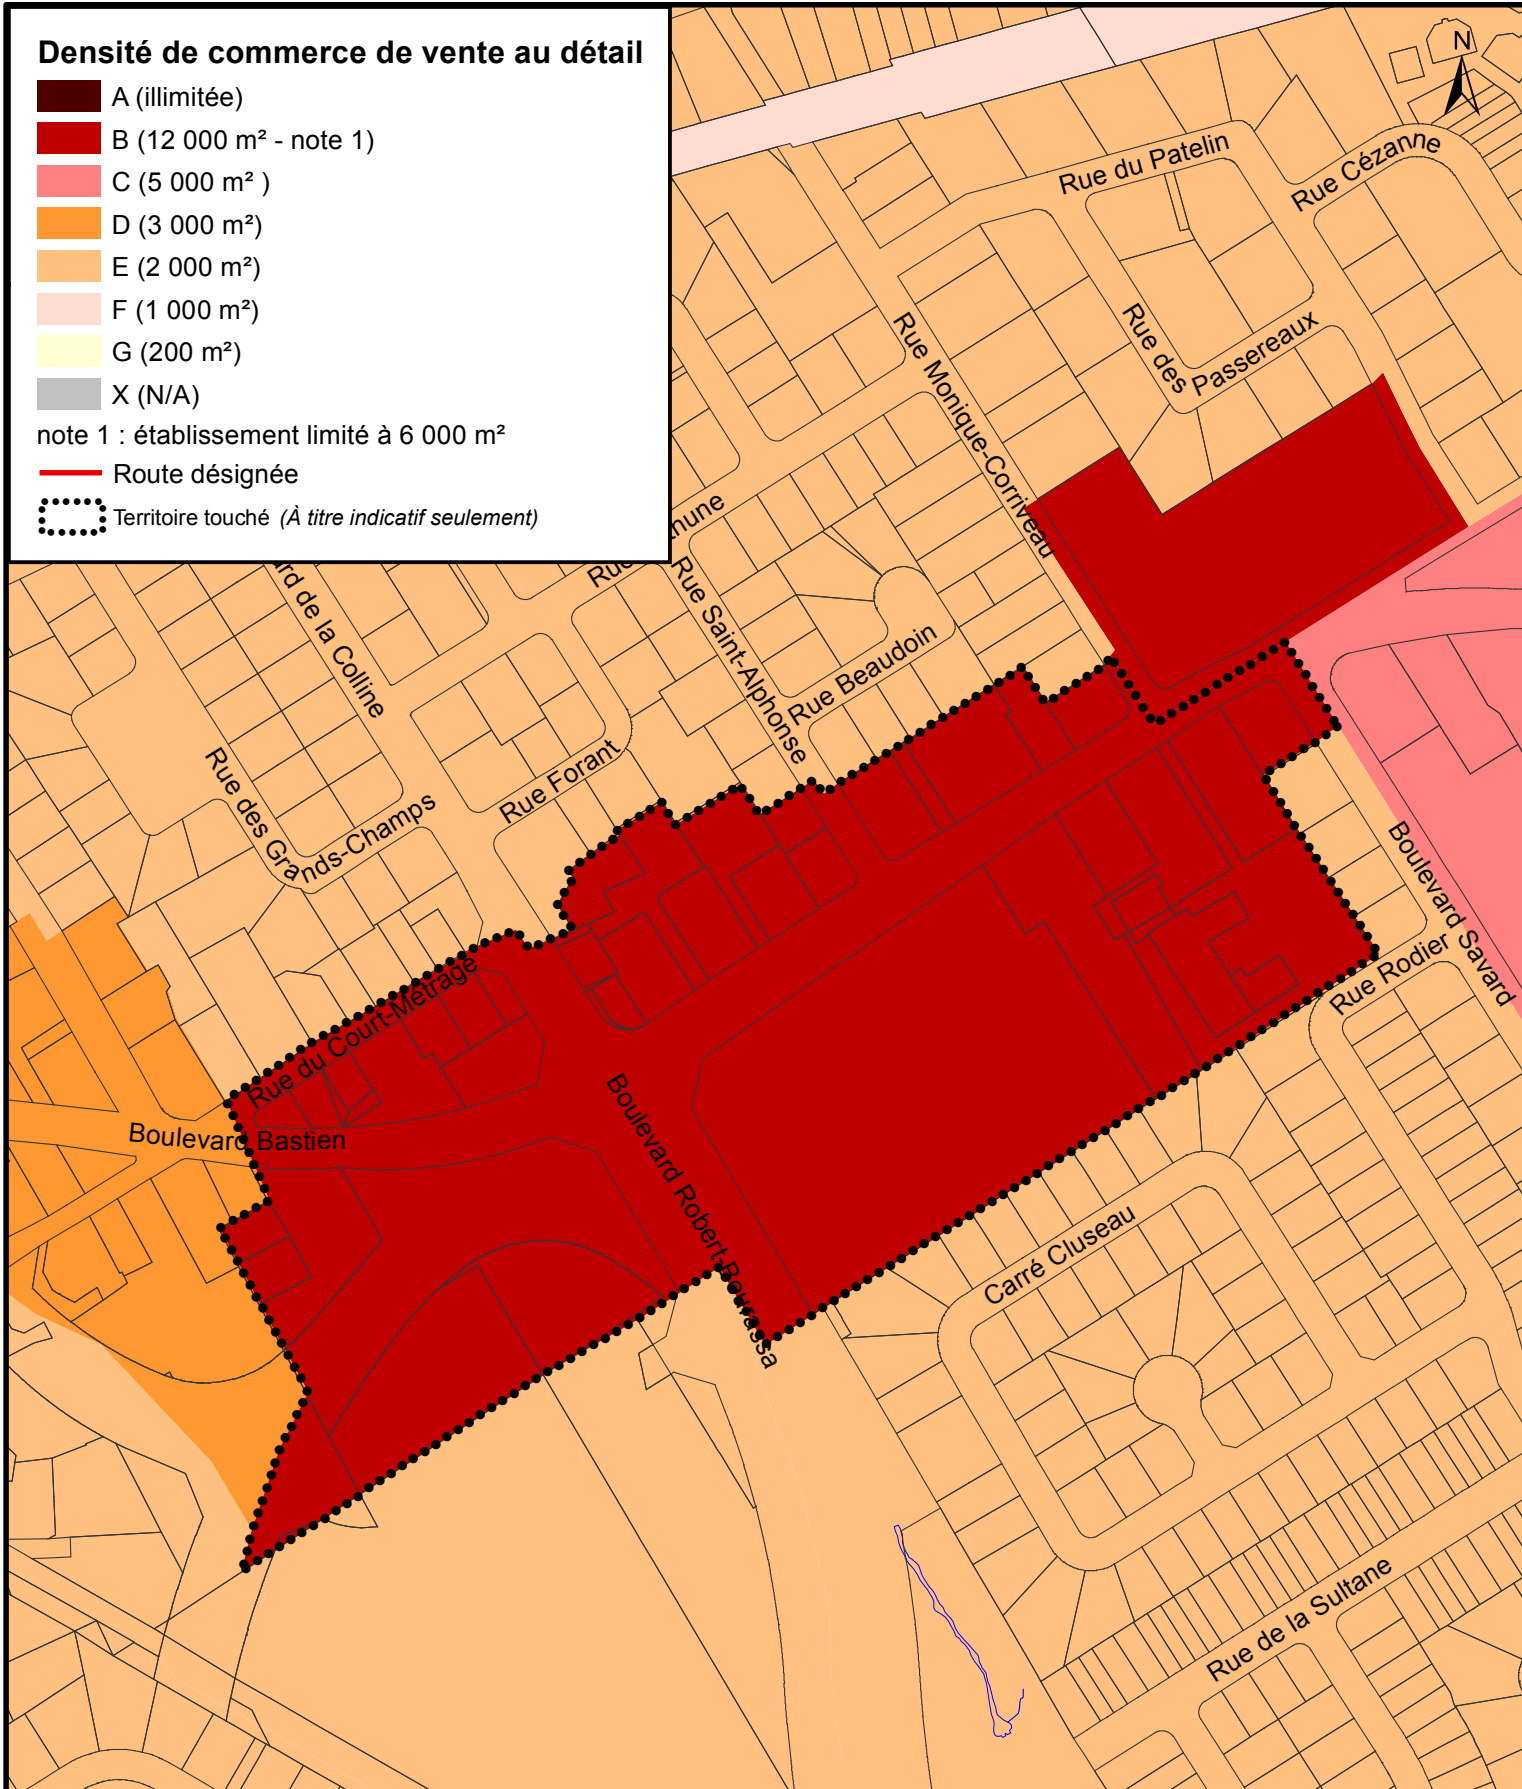 Densité de commerce de vente au détail
A (illimitée)
B (12 000 m² - note 1)
C (5 000 m² )
D (3 000 m²)
E (2 000 m²)
F (1 000 m²)
G (200 m²)
X (N/A)
note 1 : établissement limité à 6 000 m²
Route désignée
Territoire touché (À titre indicatif seulement)
N
Rue du Patelin
Rue Cézanne
Rue des Passereaux
Rue Monique-Corriveau
Rue Saint-Alphonse
Rue Beaudoin
de la Colline
Rue Forant
Rue des Grands-Champs
Rue du Court-Métrage
Boulevard Bastien
Boulevard Robert-Bourassa
Boulevard Savard
Rue Rodier
Carré Cluseau
Rue de la Sultane